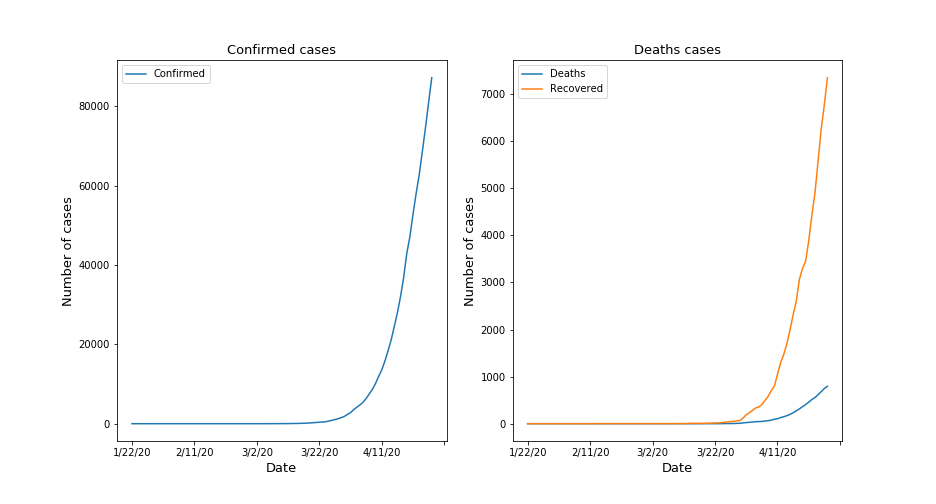 Confirmed cases
Confirmed
80000
60000
40000
20000
0
Number of cases
1/22/20
2/11/20
3/2/20
3/22/20
4/11/20
Date
Deaths cases
Deaths
Recovered
7000
6000
5000
4000
3000
2000
1000
0
Number of cases
1/22/20
2/11/20
3/2/20
3/22/20
4/11/20
Date